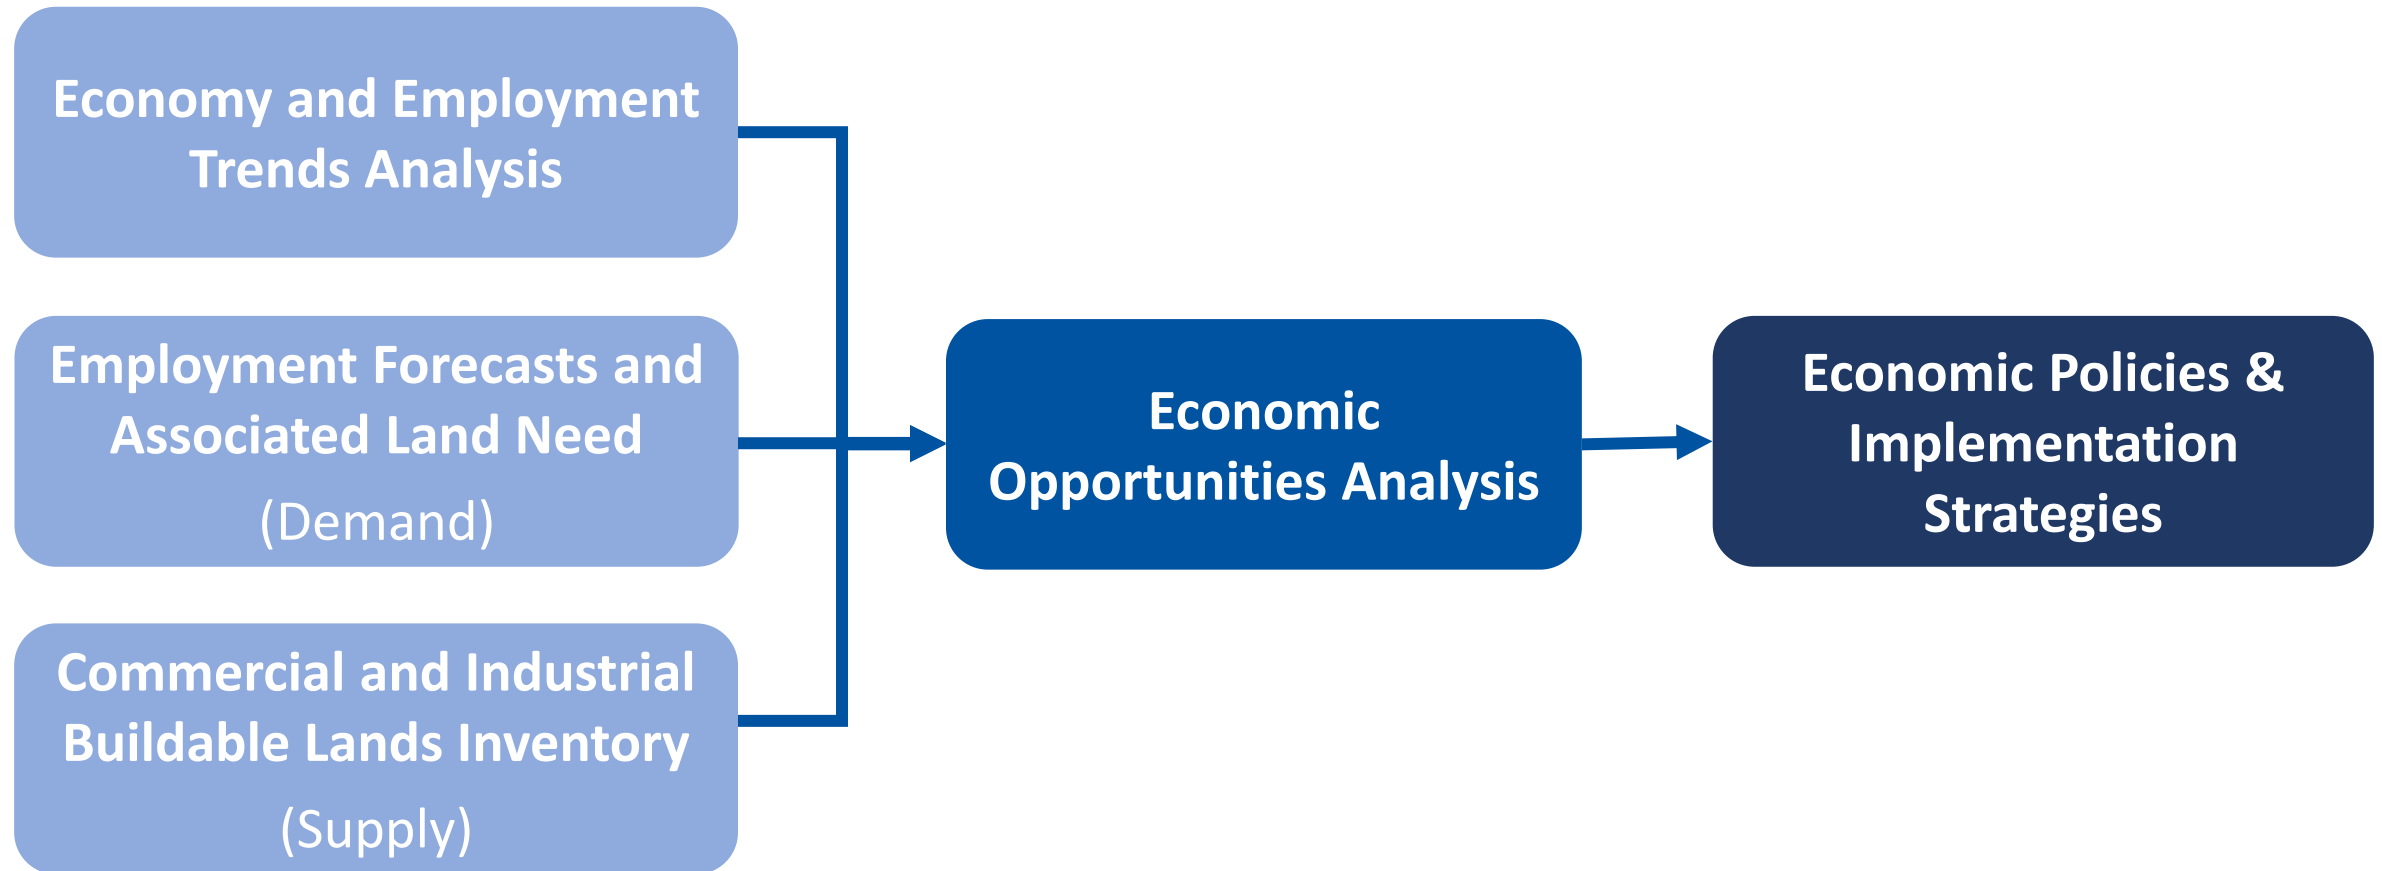 Economy and Employment
Trends Analysis
Employment Forecasts and
Associated Land Need
(Demand)
Commercial and Industrial
Buildable Lands Inventory
(Supply)
Economic
Opportunities Analysis
Economic Policies &
Implementation
Strategies